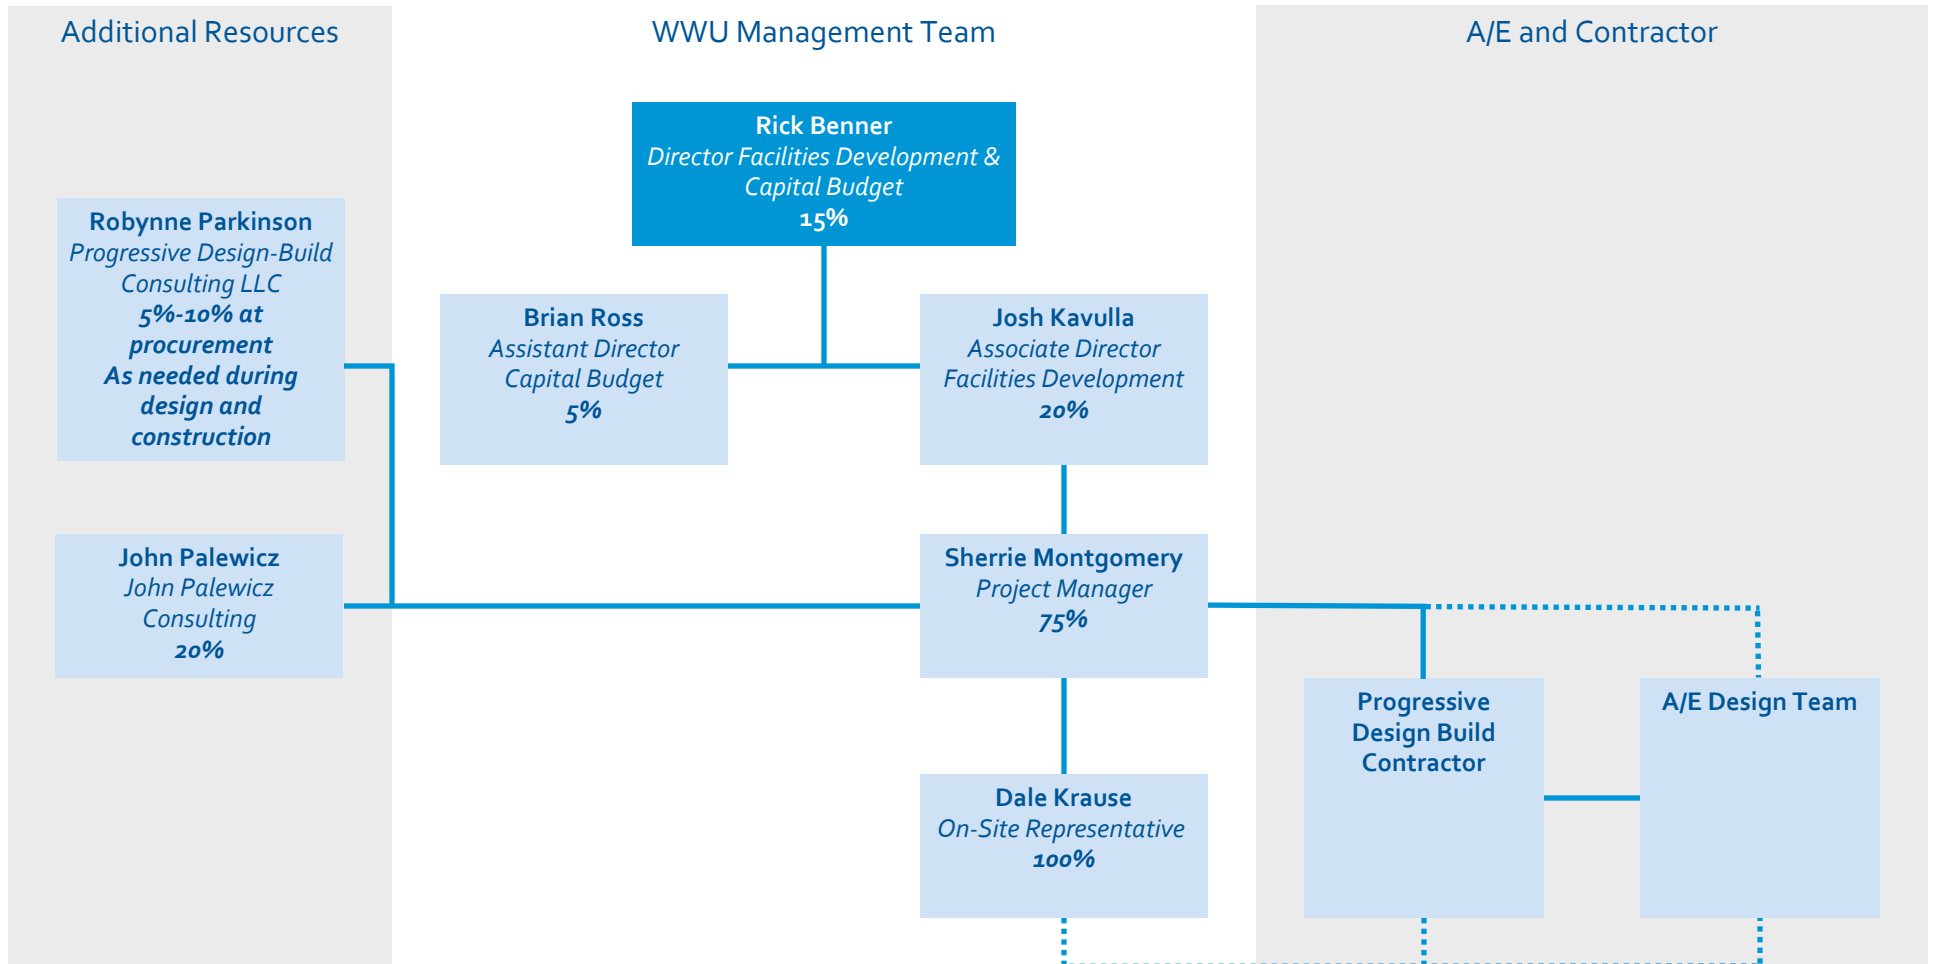 Additional Resources
WWU Management Team
A/E and Contractor
Rick Benner
Director Facilities Development &
Capital Budget
15%
Robynne Parkinson
Progressive Design-Build
Consulting LLC
5%-10% at
procurement
As needed during
design and
construction
Brian Ross
Assistant Director
Capital Budget
5%
Josh Kavulla
Associate Director
Facilities Development
20%
John Palewicz
John Palewicz
Consulting
20%
Sherrie Montgomery
Project Manager
75%
Progressive
Design Build
Contractor
A/E Design Team
Dale Krause
On-Site Representative
100%